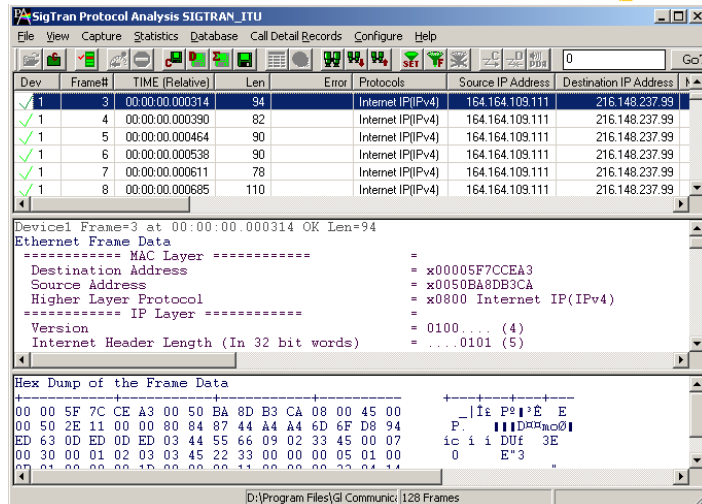 SigTran Protocol Analysis SIGTRAN_ITU
File View Capture Statistics Database Call Detail Records Configure Help
SET PDR 0 Go
Dev Frame# TIME (Relative) Len Error Protocols Source IP Address Destination IP Address
1 3 00:00:00.000314 94 Internet IP(IPv4) 164.164.109.111 216.148.237.99
1 4 00:00:00.000390 82 Internet IP(IPv4) 164.164.109.111 216.148.237.99
1 5 00:00:00.000464 90 Internet IP(IPv4) 164.164.109.111 216.148.237.99
1 6 00:00:00.000538 90 Internet IP(IPv4) 164.164.109.111 216.148.237.99
1 7 00:00:00.000611 78 Internet IP(IPv4) 164.164.109.111 216.148.237.99
1 8 00:00:00.000685 110 Internet IP(IPv4) 164.164.109.111 216.148.237.99
Device1 Frame=3 at 00:00:00.000314 OK Len=94
Ethernet Frame Data
============ MAC Layer ============ =
Destination Address = x00005F7CCEA3
Source Address = x0050BA8DB3CA
Higher Layer Protocol = x0800 Internet IP(IPv4)
============ IP Layer ============ =
Version = 0100.... (4)
Internet Header Length (In 32 bit words) = ....0101 (5)
Hex Dump of the Frame Data
00 00 5F 7C CE A3 00 50 BA 8D B3 CA 08 00 45 00 _|Î£ Pº ³Ê E
00 50 2E 11 00 00 80 84 87 44 A4 A4 6D 6F D8 94 P. D¤¤moØ
ED 63 0D ED 0D ED 03 44 55 66 09 02 33 45 00 07 íc í í DUf 3E
00 30 00 01 02 03 03 45 22 33 00 00 00 05 01 00 0 E"3
D:\Program Files\Gl Communic 128 Frames